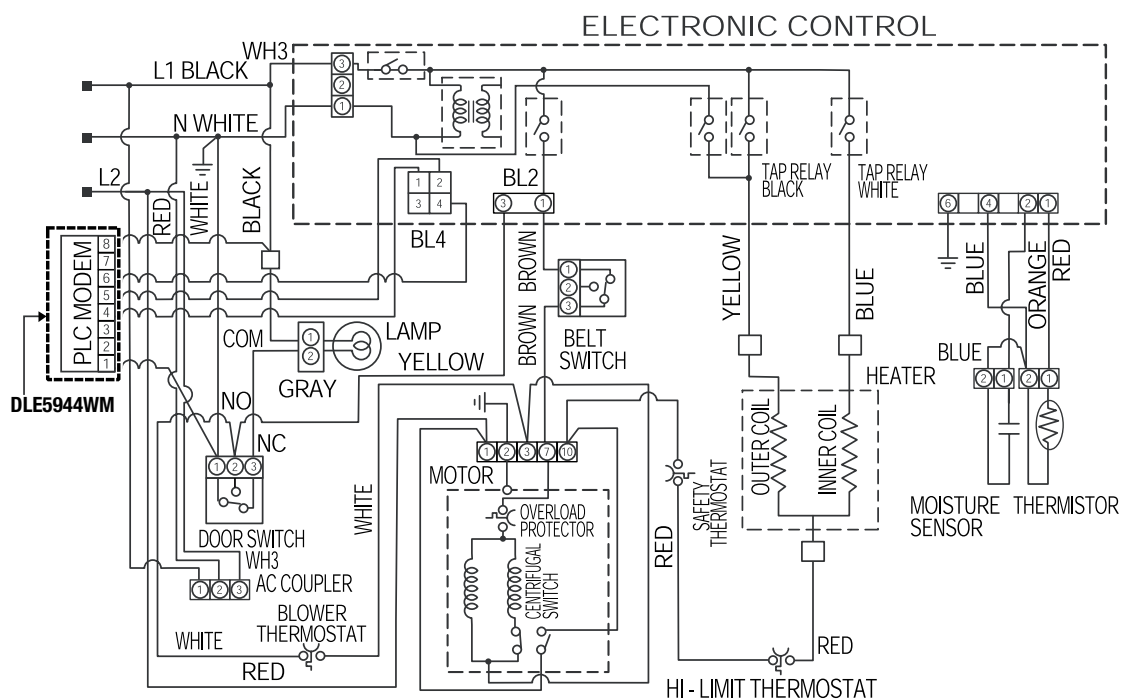 ELECTRONIC CONTROL
WH3
3
2
1
L1 BLACK
N WHITE
L2
RED
WHITE
BLACK
1 2
3 4
BL4
BL2
3 1
TAP RELAY
BLACK
TAP RELAY
WHITE
6 4 2 1
PLC MODEM
8
7
6
5
4
3
2
1
DLE5944WM
BROWN
BROWN
1
2
3
BELT
SWITCH
YELLOW
BLUE
BLUE
ORANGE
RED
COM
1
2
LAMP
GRAY
YELLOW
NO
NC
BLUE
2 1 2 1
HEATER
OUTER COIL
INNER COIL
MOISTURE
SENSOR
THERMISTOR
1 2 3
DOOR SWITCH
WH3
1 2 3
AC COUPLER
MOTOR
1 2 3 7 10
OVERLOAD
PROTECTOR
CENTRIFUGAL
SWITCH
WHITE
RED
SAFETY
THERMOSTAT
BLOWER
THERMOSTAT
WHITE
RED
RED
HI - LIMIT THERMOSTAT